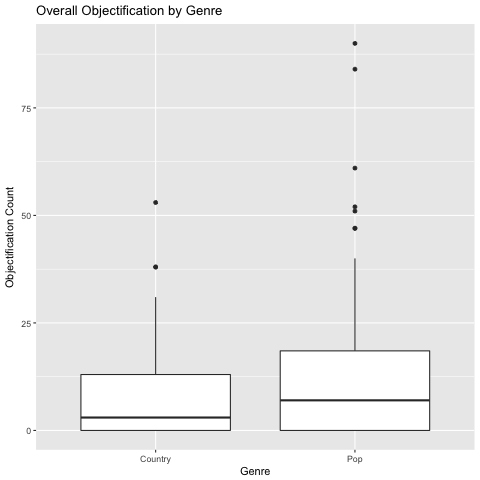 Overall Objectification by Genre
Objectification Count
75
50
25
0
Country
Pop
Genre